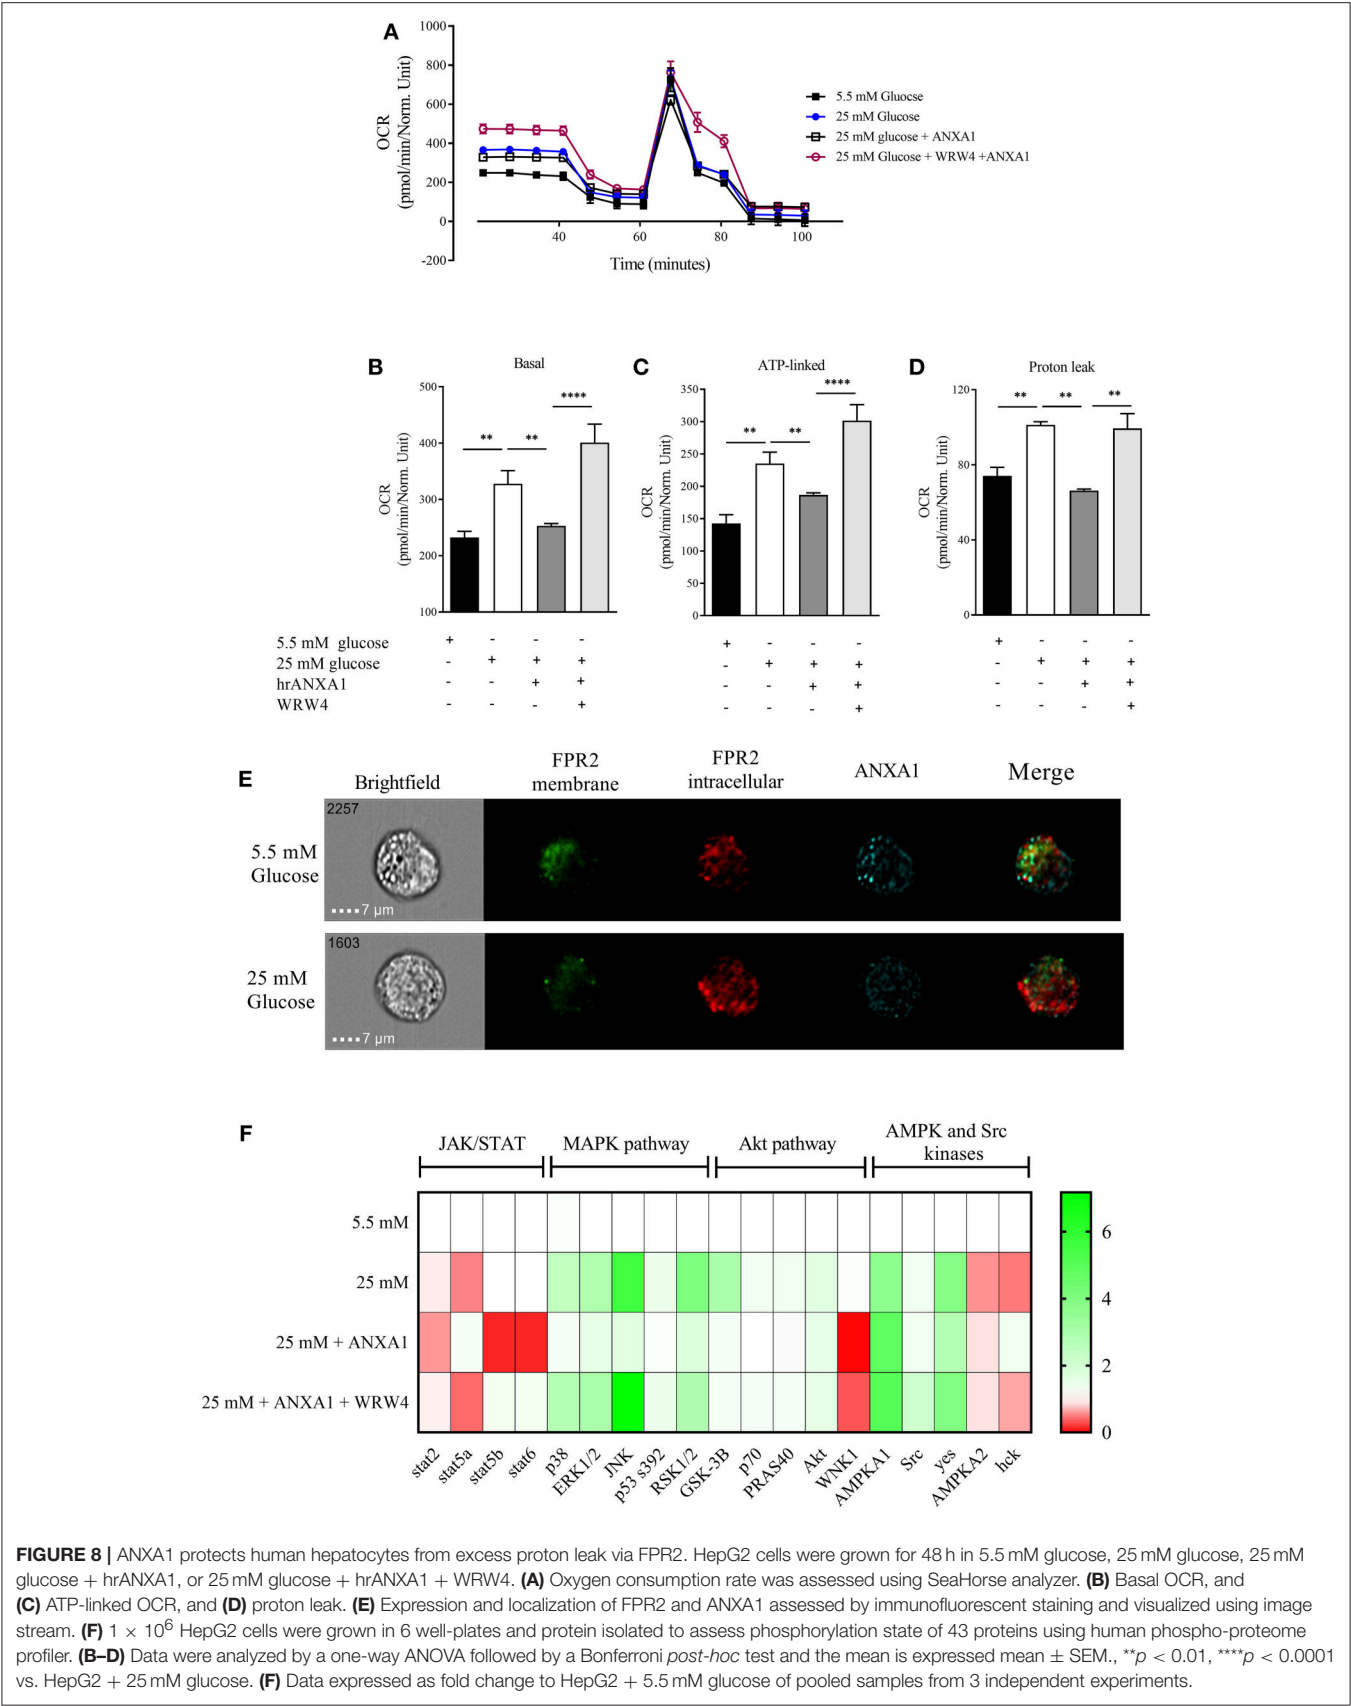 A
1000
800
600
400
200
0
-200
OCR
(pmol/min/Norm. Unit)
40
60
80
100
Time (minutes)
5.5 mM Gluocse
25 mM Glucose
25 mM glucose + ANXA1
25 mM Glucose + WRW4 +ANXA1
B
Basal
500
400
300
200
100
OCR
(pmol/min/Norm. Unit)
**
**
****
C
ATP-linked
350
300
250
200
150
100
50
0
OCR
(pmol/min/Norm. Unit)
**
**
****
D
Proton leak
120
80
40
0
OCR
(pmol/min/Norm. Unit)
**
**
**
5.5 mM glucose + - - - + - - - + - - -
25 mM glucose - + + + - + + + - + + +
hrANXA1 - - + + - - + + - - + +
WRW4 - - - + - - - + - - - +
E
Brightfield
FPR2
membrane
FPR2
intracellular
ANXA1
Merge
5.5 mM
Glucose
2257
7 µm
25 mM
Glucose
1603
7 µm
F
JAK/STAT
MAPK pathway
Akt pathway
AMPK and Src
kinases
5.5 mM
25 mM
25 mM + ANXA1
25 mM + ANXA1 + WRW4
6
4
2
0
stat2
stat5a
stat5b
stat6
p38
ERK1/2
JNK
p53 s392
RSK1/2
GSK-3B
p70
PRAS40
Akt
WNK1
AMPKA1
Src
yes
AMPKA2
hck
FIGURE 8 | ANXA1 protects human hepatocytes from excess proton leak via FPR2. HepG2 cells were grown for 48 h in 5.5 mM glucose, 25 mM glucose, 25 mM
glucose + hrANXA1, or 25 mM glucose + hrANXA1 + WRW4. (A) Oxygen consumption rate was assessed using SeaHorse analyzer. (B) Basal OCR, and
(C) ATP-linked OCR, and (D) proton leak. (E) Expression and localization of FPR2 and ANXA1 assessed by immunofluorescent staining and visualized using image
stream. (F) 1 × 10⁶ HepG2 cells were grown in 6 well-plates and protein isolated to assess phosphorylation state of 43 proteins using human phospho-proteome
profiler. (B–D) Data were analyzed by a one-way ANOVA followed by a Bonferroni post-hoc test and the mean is expressed mean ± SEM., **p < 0.01, ****p < 0.0001
vs. HepG2 + 25 mM glucose. (F) Data expressed as fold change to HepG2 + 5.5 mM glucose of pooled samples from 3 independent experiments.